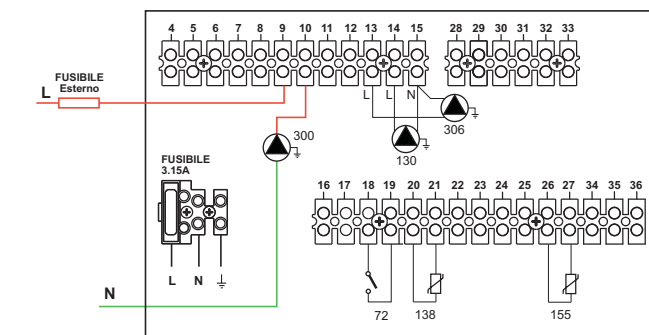 4 5 6 7 8 9 10 11 12 13 14 15 28 29 30 31 32 33
FUSIBILE
Esterno
L
L L N
306
300
130
FUSIBILE
3.15A
16 17 18 19 20 21 22 23 24 25 26 27 34 35 36
L N
N
72 138 155